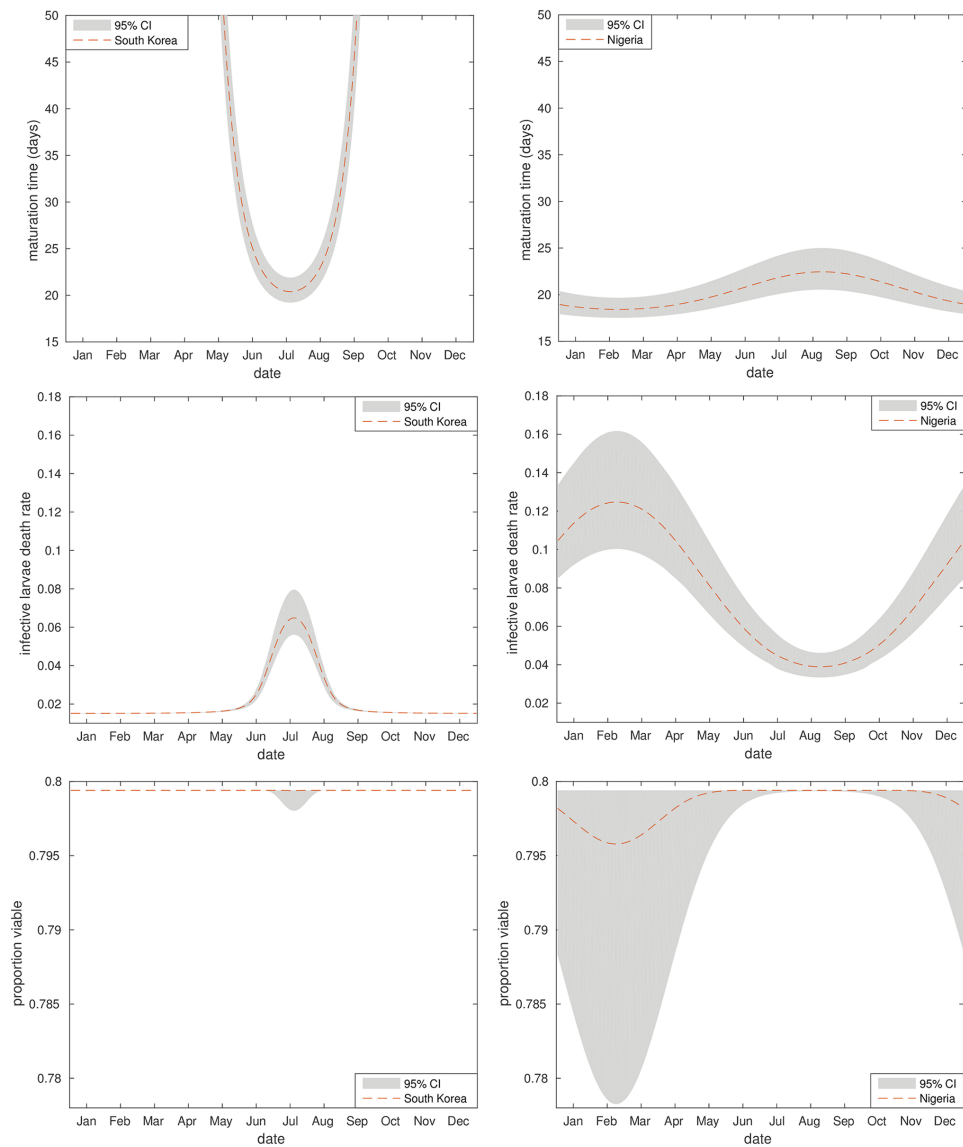 50
45
40
35
30
25
20
15
maturation time (days)
95% CI
South Korea
Jan Feb Mar Apr May Jun Jul Aug Sep Oct Nov Dec
date
50
45
40
35
30
25
20
15
maturation time (days)
95% CI
Nigeria
Jan Feb Mar Apr May Jun Jul Aug Sep Oct Nov Dec
date
0.18
0.16
0.14
0.12
0.1
0.08
0.06
0.04
0.02
infective larvae death rate
95% CI
South Korea
Jan Feb Mar Apr May Jun Jul Aug Sep Oct Nov Dec
date
0.18
0.16
0.14
0.12
0.1
0.08
0.06
0.04
0.02
infective larvae death rate
95% CI
Nigeria
Jan Feb Mar Apr May Jun Jul Aug Sep Oct Nov Dec
date
0.8
0.795
0.79
0.785
0.78
proportion viable
95% CI
South Korea
Jan Feb Mar Apr May Jun Jul Aug Sep Oct Nov Dec
date
0.8
0.795
0.79
0.785
0.78
proportion viable
95% CI
Nigeria
Jan Feb Mar Apr May Jun Jul Aug Sep Oct Nov Dec
date